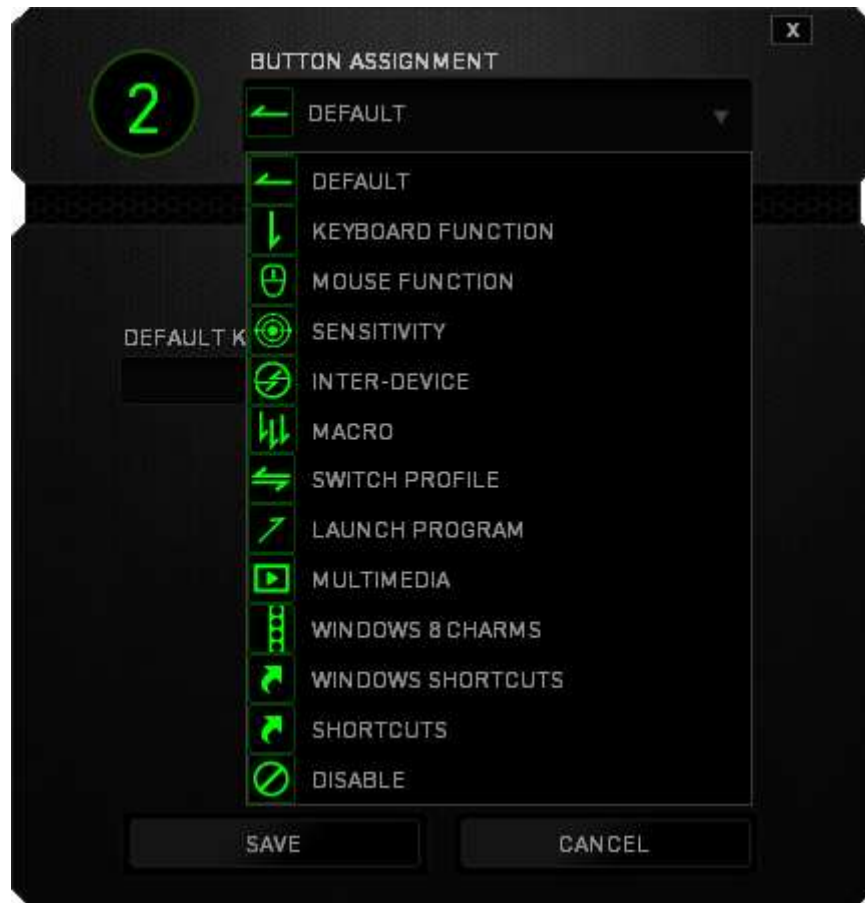 X
BUTTON ASSIGNMENT
2
DEFAULT
DEFAULT
KEYBOARD FUNCTION
MOUSE FUNCTION
SENSITIVITY
DEFAULT K
INTER-DEVICE
MACRO
SWITCH PROFILE
LAUNCH PROGRAM
MULTIMEDIA
WINDOWS 8 CHARMS
WINDOWS SHORTCUTS
SHORTCUTS
DISABLE
SAVE
CANCEL